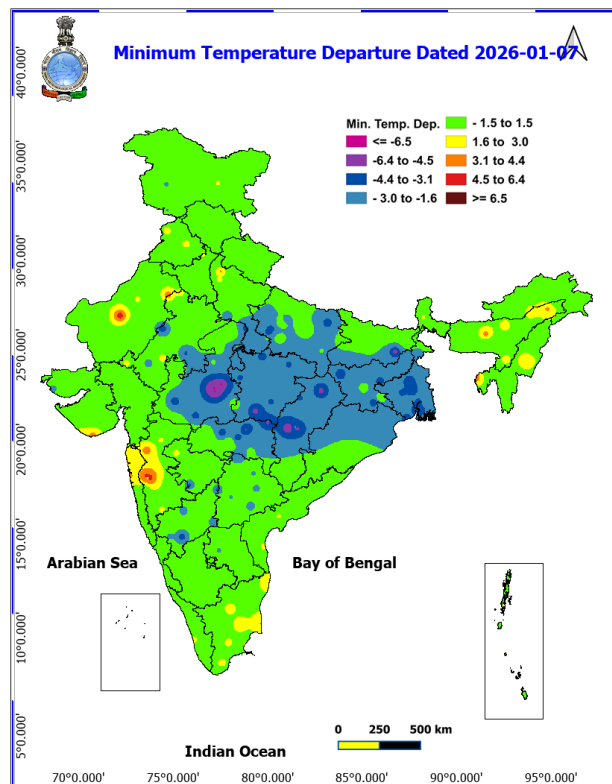 Minimum Temperature Departure Dated 2026-01-07
Min. Temp. Dep.
<= -6.5
-6.4 to -4.5
-4.4 to -3.1
- 3.0 to -1.6
- 1.5 to 1.5
1.6 to 3.0
3.1 to 4.4
4.5 to 6.4
>= 6.5
40°0.000'
35°0.000'
30°0.000'
25°0.000'
20°0.000'
15°0.000'
10°0.000'
5°0.000'
Arabian Sea
Bay of Bengal
Indian Ocean
0 250 500 km
70°0.000' 75°0.000' 80°0.000' 85°0.000' 90°0.000' 95°0.000'